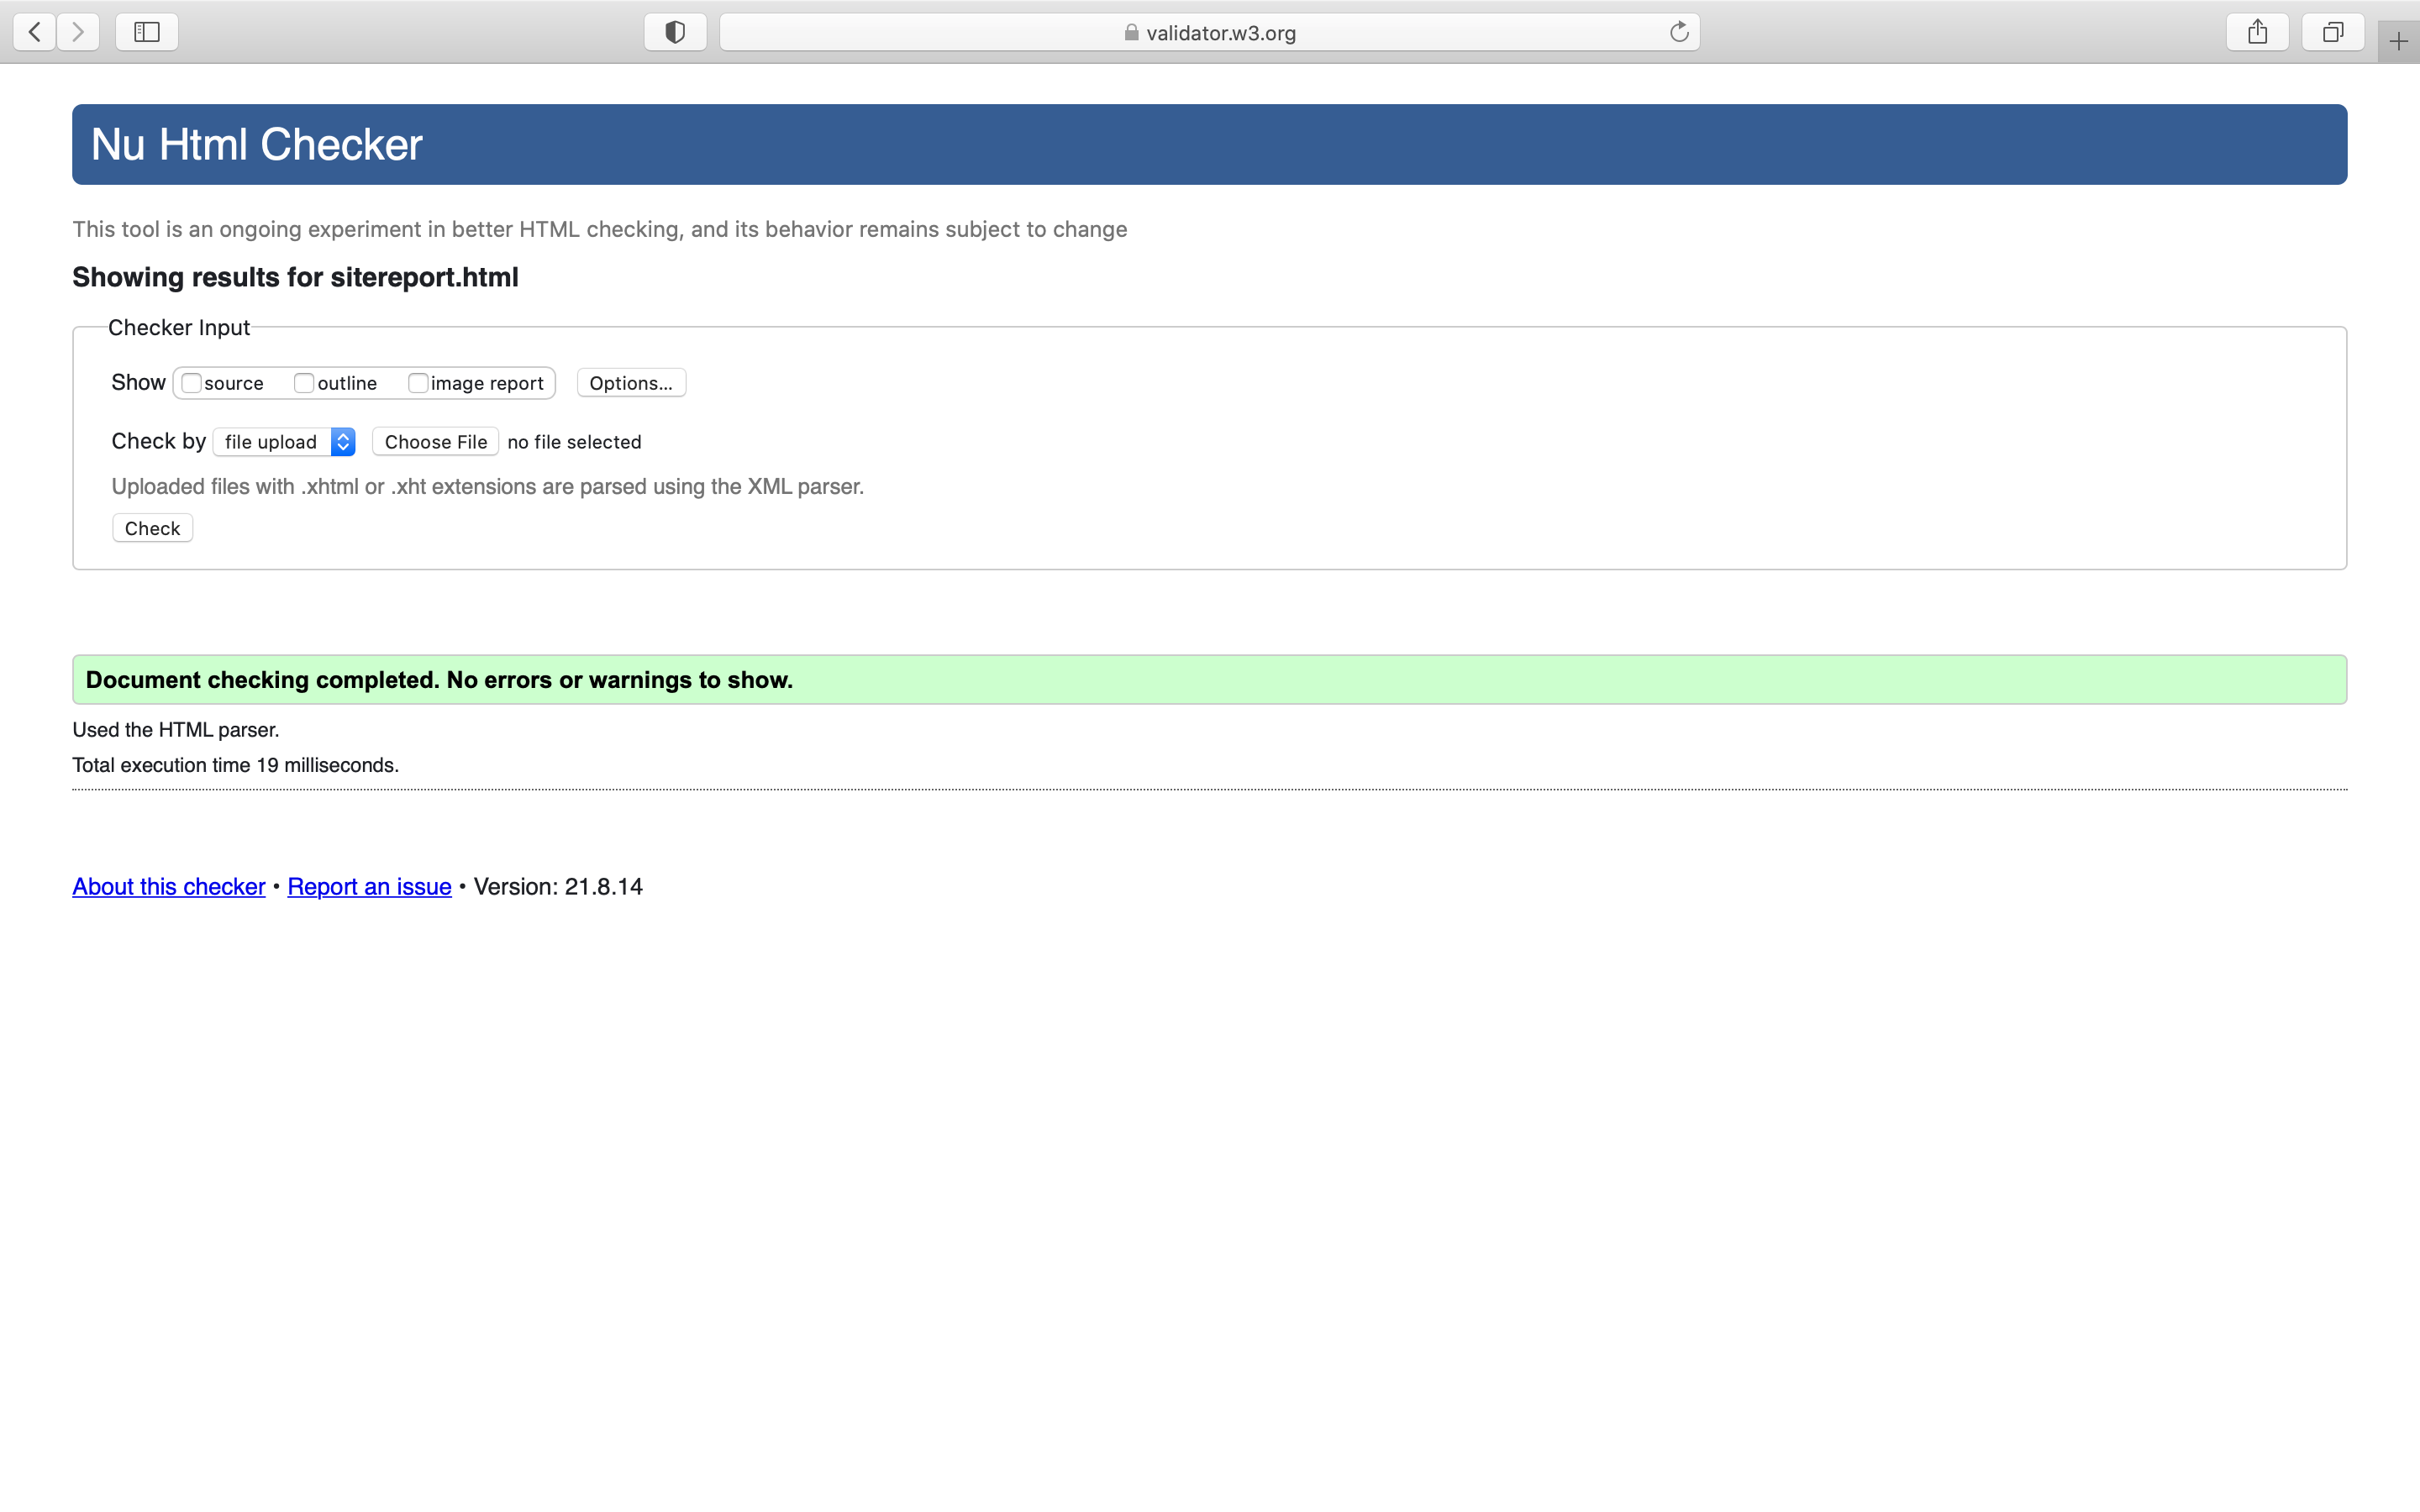 validator.w3.org
Nu Html Checker
This tool is an ongoing experiment in better HTML checking, and its behavior remains subject to change
Showing results for sitereport.html
Checker Input
Show source outline image report Options...
Check by file upload Choose File no file selected
Uploaded files with .xhtml or .xht extensions are parsed using the XML parser.
Check
Document checking completed. No errors or warnings to show.
Used the HTML parser.
Total execution time 19 milliseconds.
About this checker • Report an issue • Version: 21.8.14